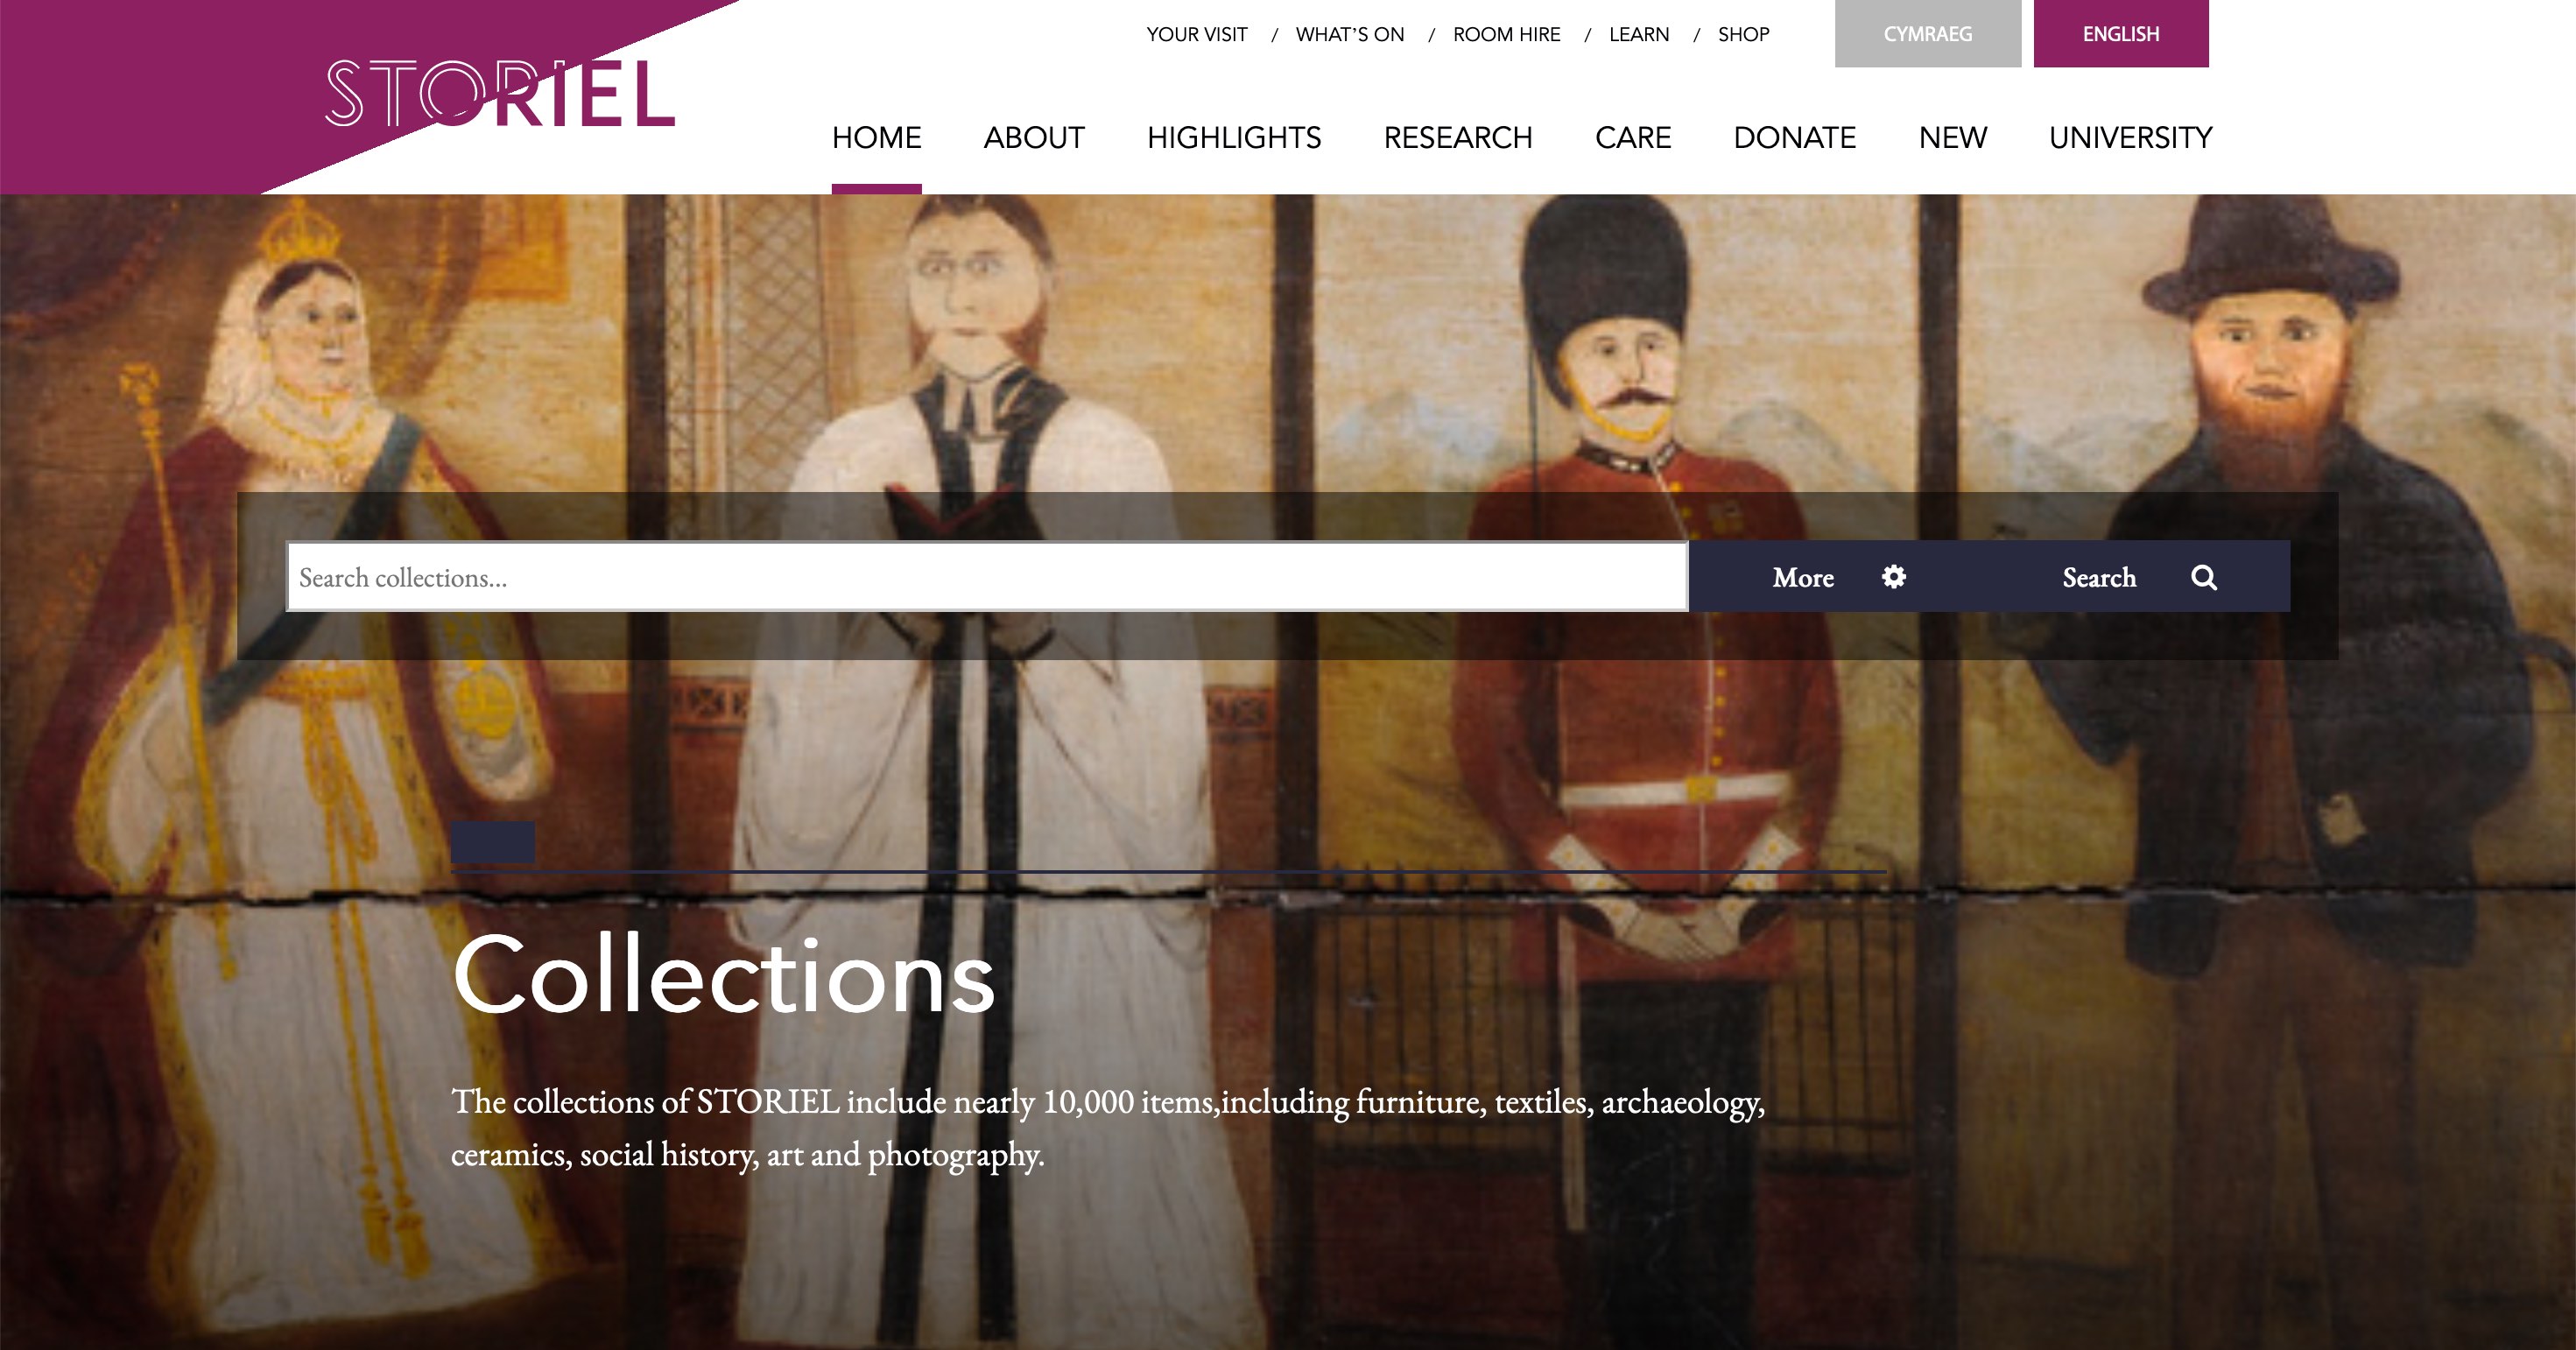 STORIEL
YOUR VISIT / WHAT'S ON / ROOM HIRE / LEARN / SHOP
CYMRAEG
ENGLISH
HOME ABOUT HIGHLIGHTS RESEARCH CARE DONATE NEW UNIVERSITY
Search collections...
More
Search
Collections
The collections of STORIEL include nearly 10,000 items,including furniture, textiles, archaeology,
ceramics, social history, art and photography.